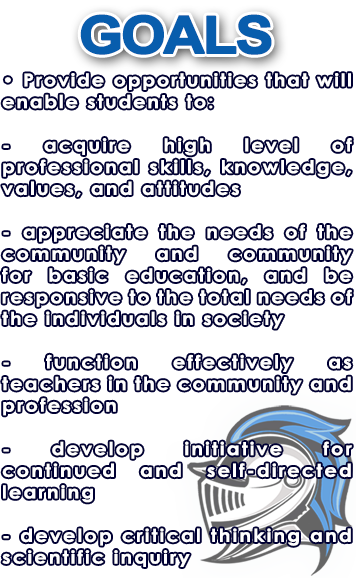 GOALS
• Provide opportunities that will
enable students to:
- acquire high level of
professional skills, knowledge,
values, and attitudes
- appreciate the needs of the
community and community
for basic education, and be
responsive to the total needs of
the individuals in society
- function effectively as
teachers in the community and
profession
- develop initiative for
continued and self-directed
learning
- develop critical thinking and
scientific inquiry